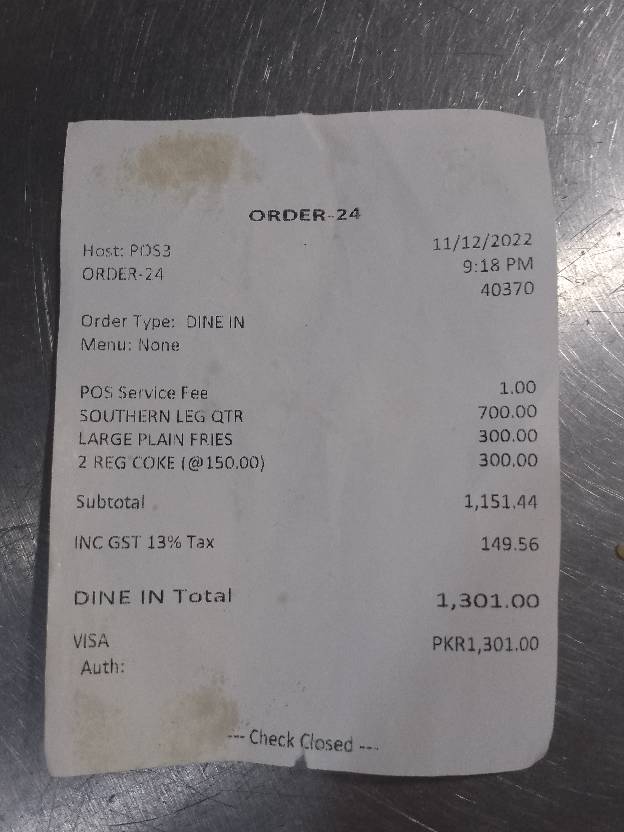 ORDER-24
Host: POS3 11/12/2022
ORDER-24 9:18 PM
40370
Order Type: DINE IN
Menu: None
POS Service Fee 1.00
SOUTHERN LEG QTR 700.00
LARGE PLAIN FRIES 300.00
2 REG COKE (@150.00) 300.00
Subtotal 1,151.44
INC GST 13% Tax 149.56
DINE IN Total 1,301.00
VISA PKR1,301.00
Auth:
--- Check Closed ---